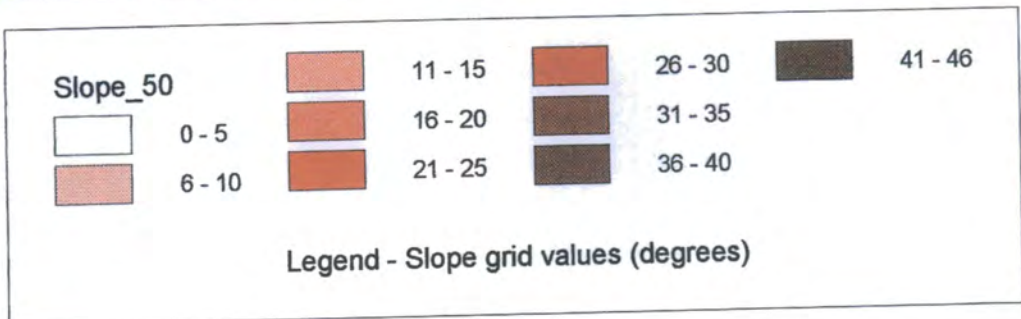 Slope_50
0 - 5
6 - 10
11 - 15
16 - 20
21 - 25
26 - 30
31 - 35
36 - 40
41 - 46
Legend - Slope grid values (degrees)